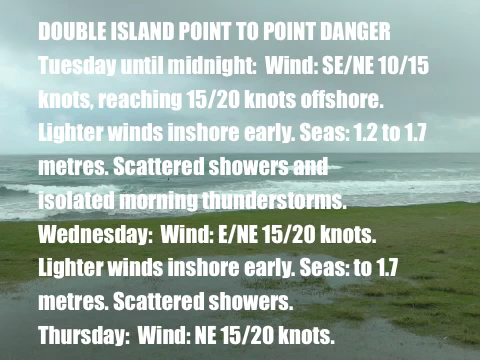 DOUBLE ISLAND POINT TO POINT DANGER
Tuesday until midnight:  Wind: SE/NE 10/15
knots, reaching 15/20 knots offshore.
Lighter winds inshore early. Seas: 1.2 to 1.7
metres. Scattered showers and
isolated morning thunderstorms.
Wednesday:  Wind: E/NE 15/20 knots.
Lighter winds inshore early. Seas: to 1.7
metres. Scattered showers.
Thursday:  Wind: NE 15/20 knots.